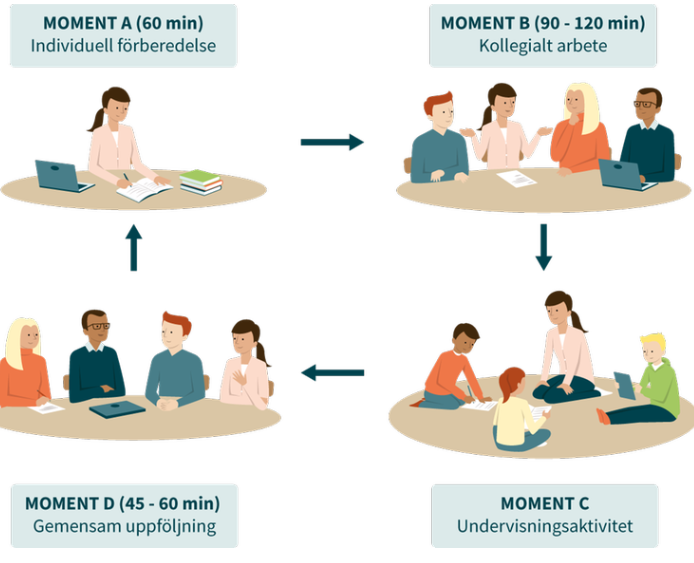 MOMENT A (60 min)
Individuell förberedelse
MOMENT B (90 - 120 min)
Kollegialt arbete
MOMENT D (45 - 60 min)
Gemensam uppföljning
MOMENT C
Undervisningsaktivitet